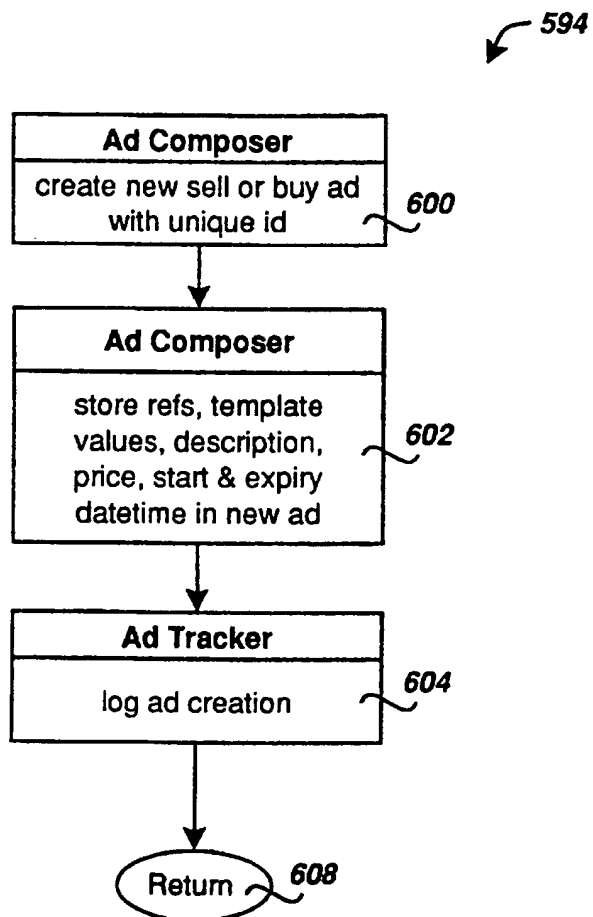 594
Ad Composer
create new sell or buy ad
with unique id
600
Ad Composer
store refs, template
values, description,
price, start & expiry
datetime in new ad
602
Ad Tracker
log ad creation
604
Return
608